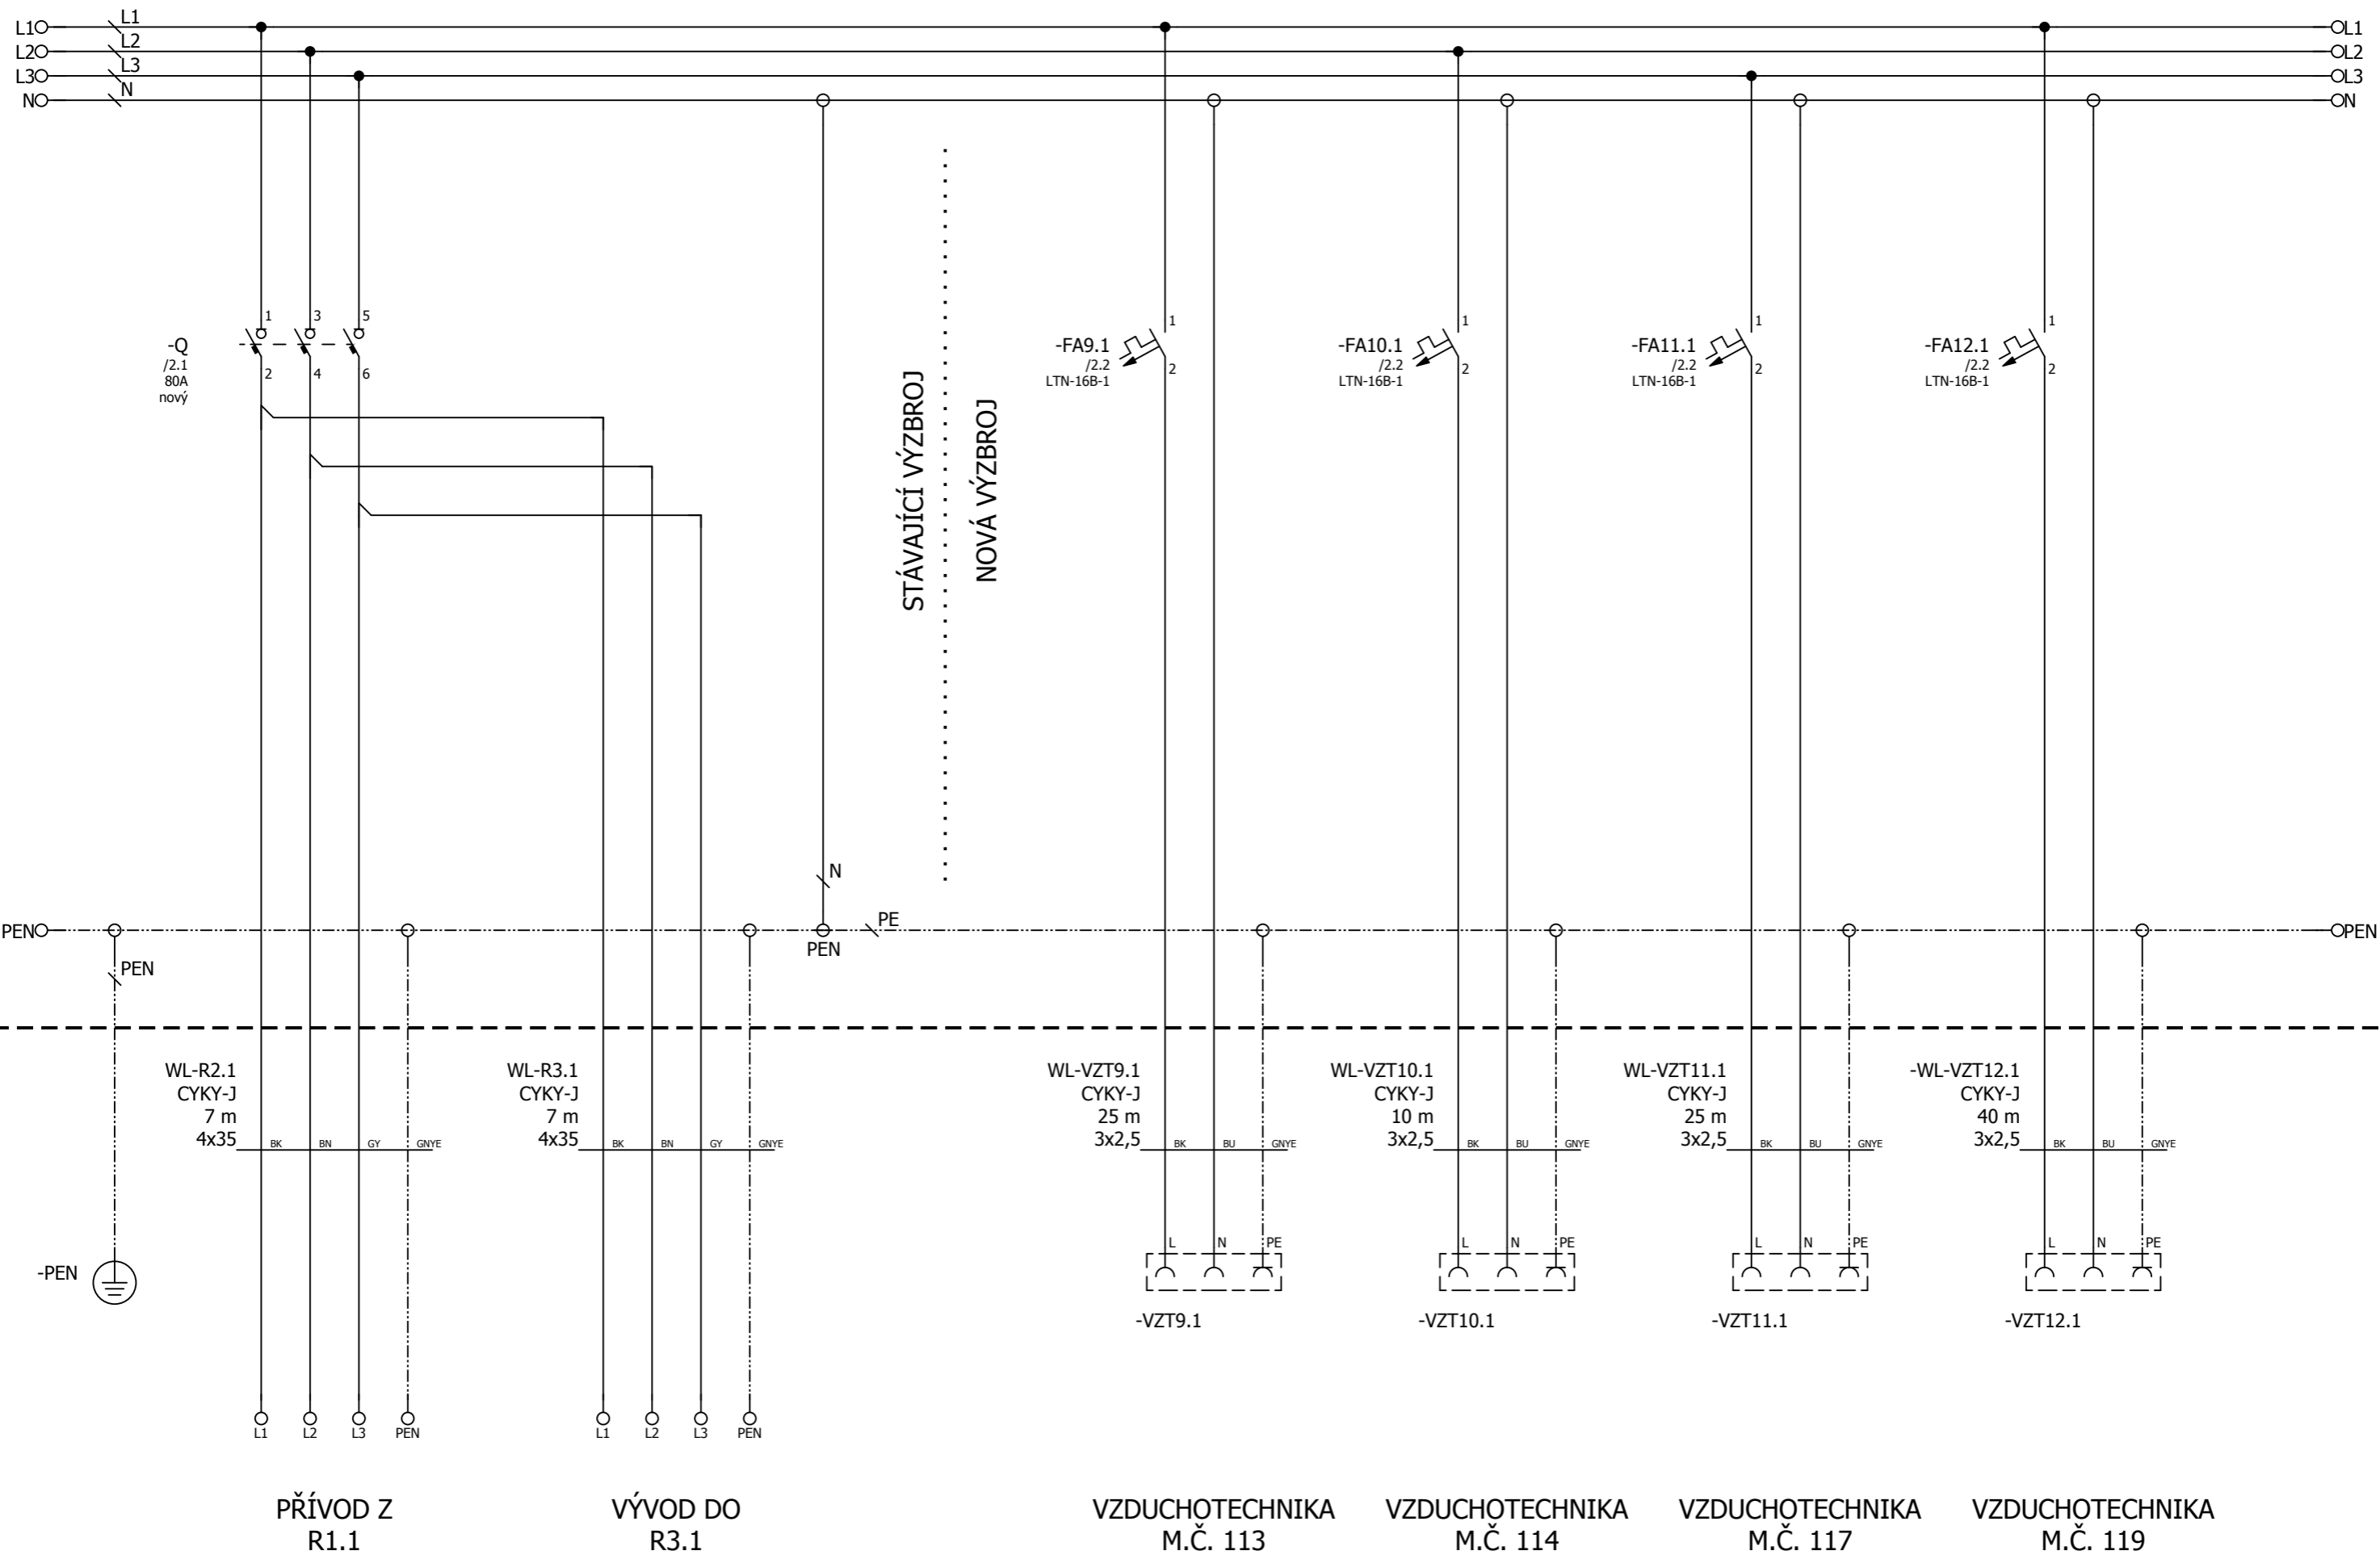 L1 L1 L1
L2 L2 L2
L3 L3 L3
N N N
1 3 5
-Q
/2.1
80A
nový
2 4 6
STÁVAJÍCÍ VÝZBROJ
NOVÁ VÝZBROJ
-FA9.1
/2.2
LTN-16B-1
1
2
-FA10.1
/2.2
LTN-16B-1
1
2
-FA11.1
/2.2
LTN-16B-1
1
2
-FA12.1
/2.2
LTN-16B-1
1
2
N
PEN PE PEN
PEN
PEN
WL-R2.1
CYKY-J
7 m
4x35
BK BN GY GNYE
WL-R3.1
CYKY-J
7 m
4x35
BK BN GY GNYE
WL-VZT9.1
CYKY-J
25 m
3x2,5
BK BU GNYE
WL-VZT10.1
CYKY-J
10 m
3x2,5
BK BU GNYE
WL-VZT11.1
CYKY-J
25 m
3x2,5
BK BU GNYE
-WL-VZT12.1
CYKY-J
40 m
3x2,5
BK BU GNYE
-PEN
L N PE
-VZT9.1
L N PE
-VZT10.1
L N PE
-VZT11.1
L N PE
-VZT12.1
L1 L2 L3 PEN
L1 L2 L3 PEN
PŘÍVOD Z
R1.1
VÝVOD DO
R3.1
VZDUCHOTECHNIKA
M.Č. 113
VZDUCHOTECHNIKA
M.Č. 114
VZDUCHOTECHNIKA
M.Č. 117
VZDUCHOTECHNIKA
M.Č. 119